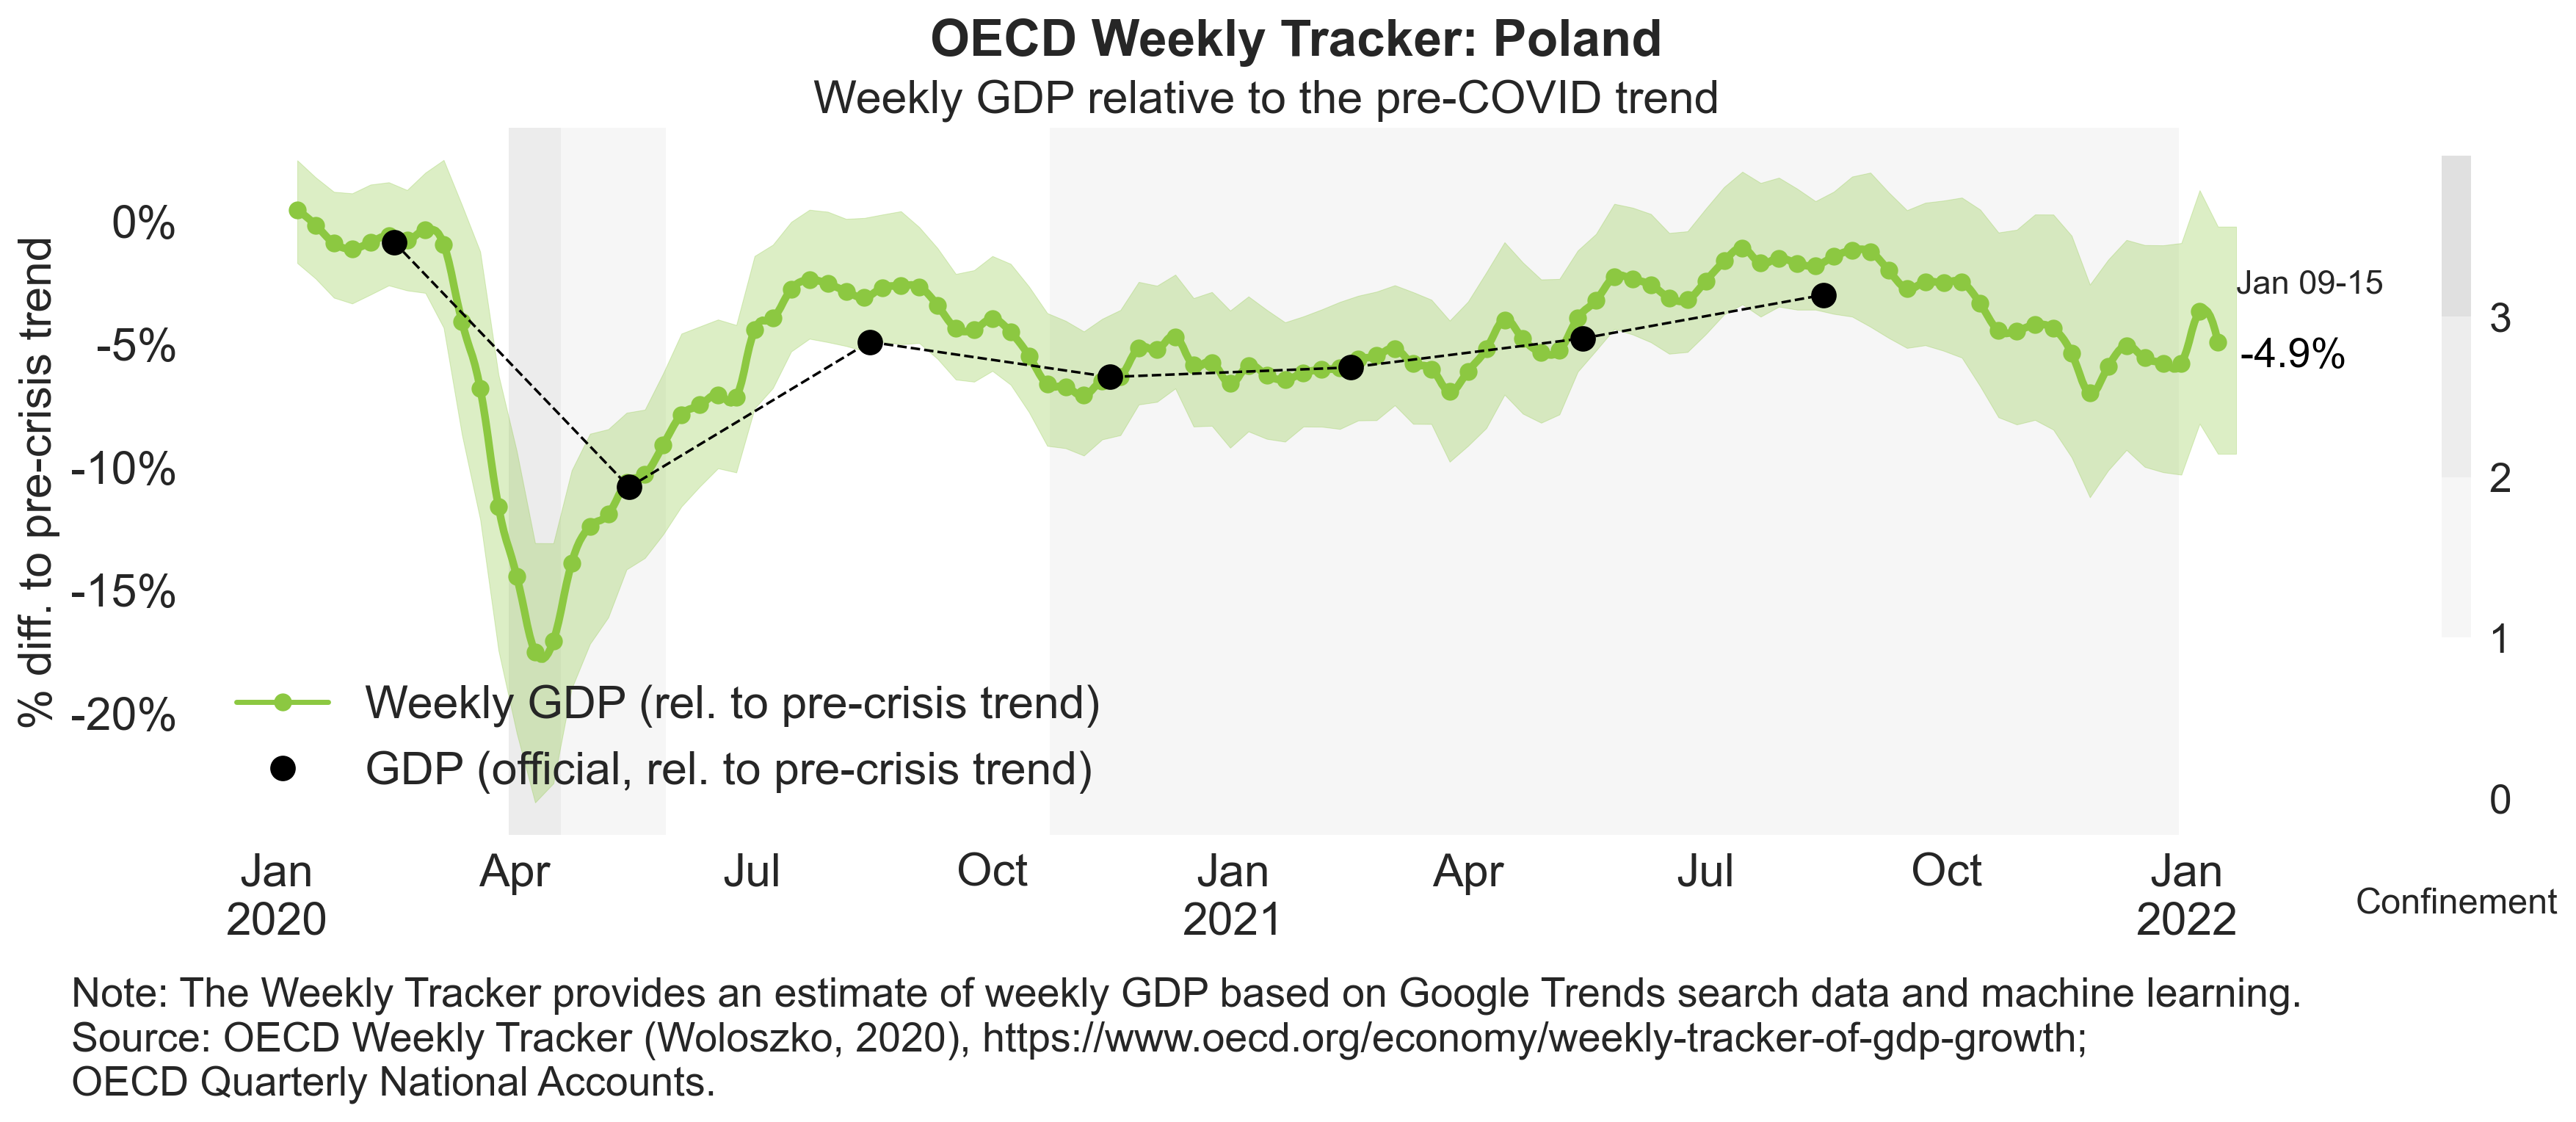 OECD Weekly Tracker: Poland
Weekly GDP relative to the pre-COVID trend
% diff. to pre-crisis trend
0%
-5%
-10%
-15%
-20%
Jan 09-15
-4.9%
Weekly GDP (rel. to pre-crisis trend)
GDP (official, rel. to pre-crisis trend)
3
2
1
0
Confinement
Jan
2020
Apr
Jul
Oct
Jan
2021
Apr
Jul
Oct
Jan
2022
Note: The Weekly Tracker provides an estimate of weekly GDP based on Google Trends search data and machine learning.
Source: OECD Weekly Tracker (Woloszko, 2020), https://www.oecd.org/economy/weekly-tracker-of-gdp-growth;
OECD Quarterly National Accounts.